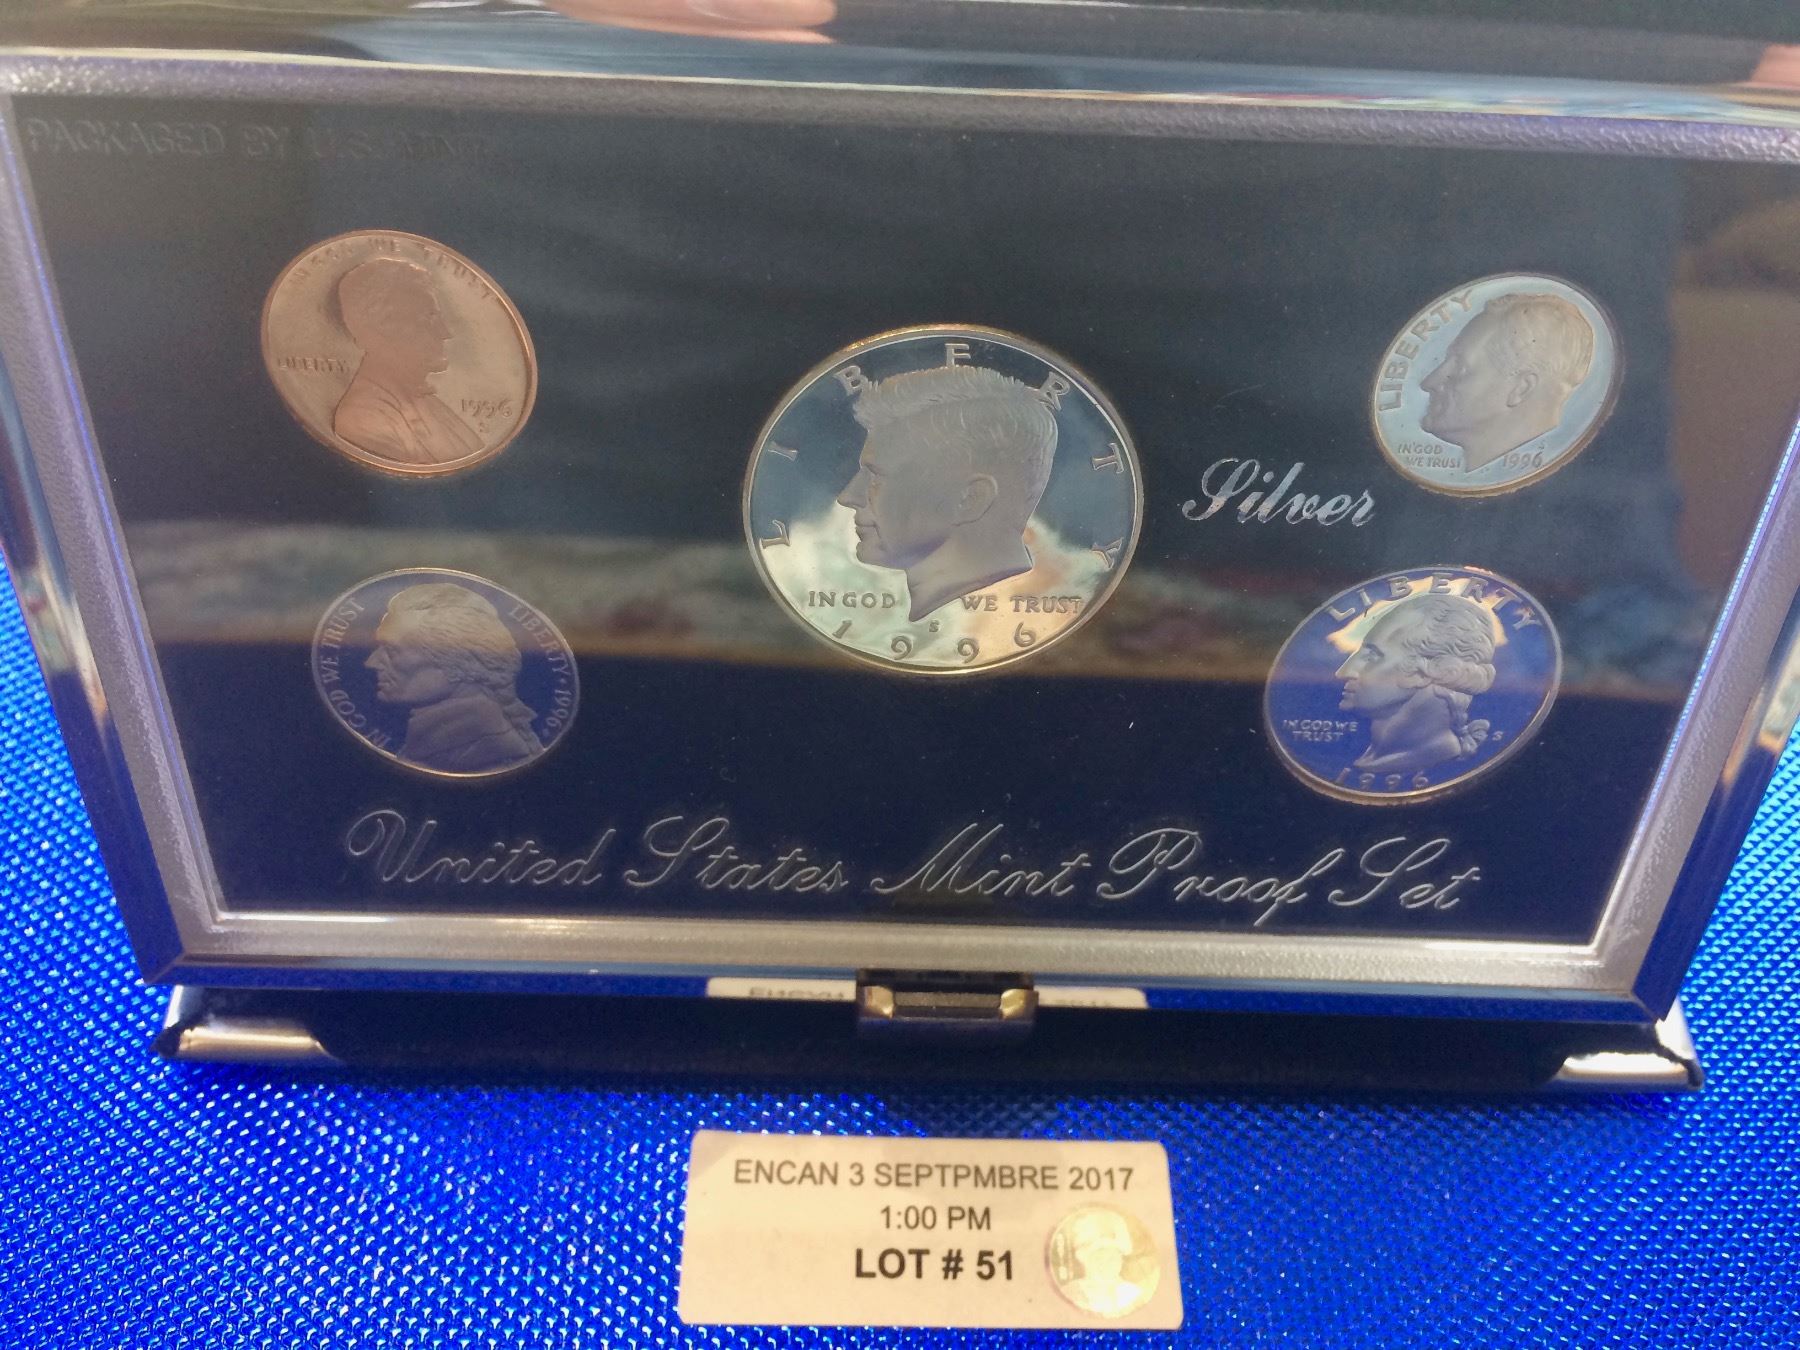 PACKAGED BY U.S. MINT
IN GOD WE TRUST
LIBERTY
1996
S
LIBERTY
IN GOD WE TRUST
S
1996
LIBERTY
IN GOD
WE TRUST
S
1996
Silver
IN GOD WE TRUST
LIBERTY · 1996
LIBERTY
IN GOD WE
TRUST
S
1996
United States Mint Proof Set
ENCAN 3 SEPTPMBRE 2017
1:00 PM
LOT # 51